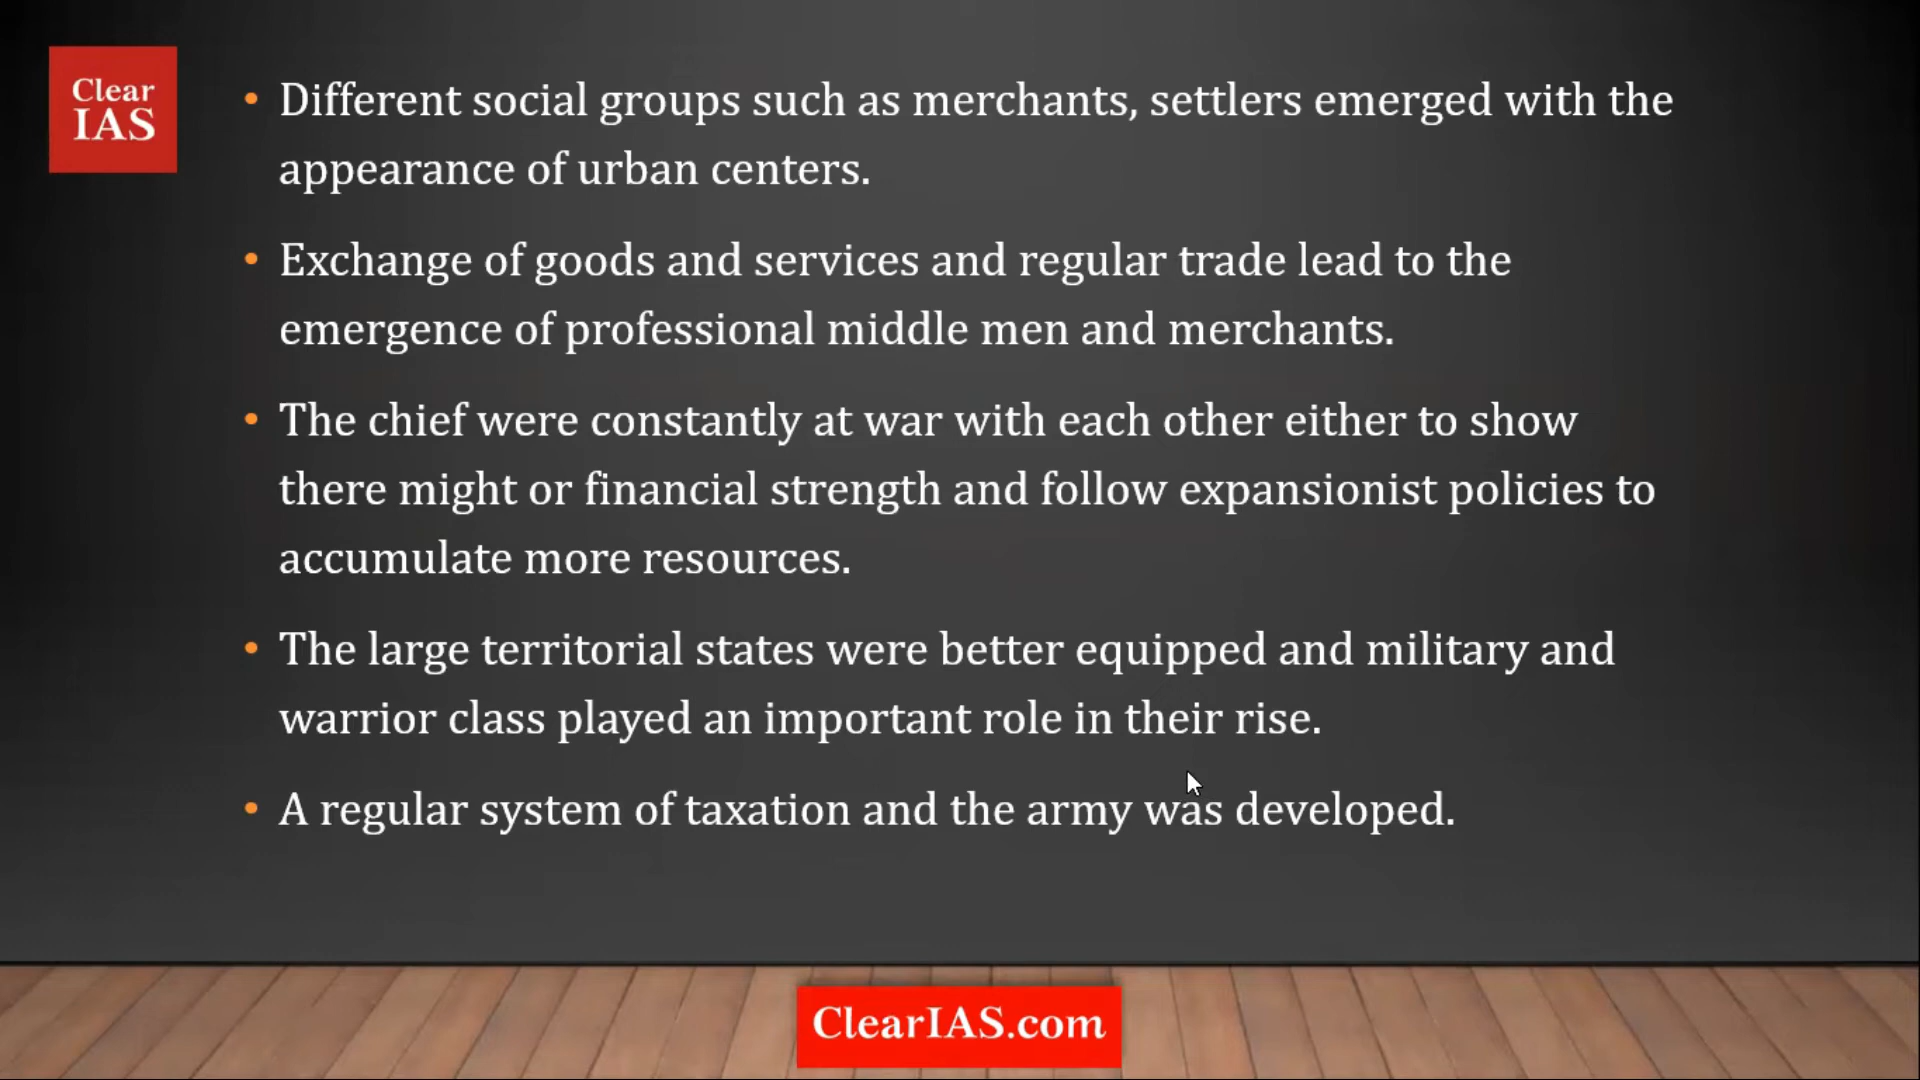 Clear
IAS
• Different social groups such as merchants, settlers emerged with the
appearance of urban centers.
• Exchange of goods and services and regular trade lead to the
emergence of professional middle men and merchants.
• The chief were constantly at war with each other either to show
there might or financial strength and follow expansionist policies to
accumulate more resources.
• The large territorial states were better equipped and military and
warrior class played an important role in their rise.
• A regular system of taxation and the army was developed.
ClearIAS.com